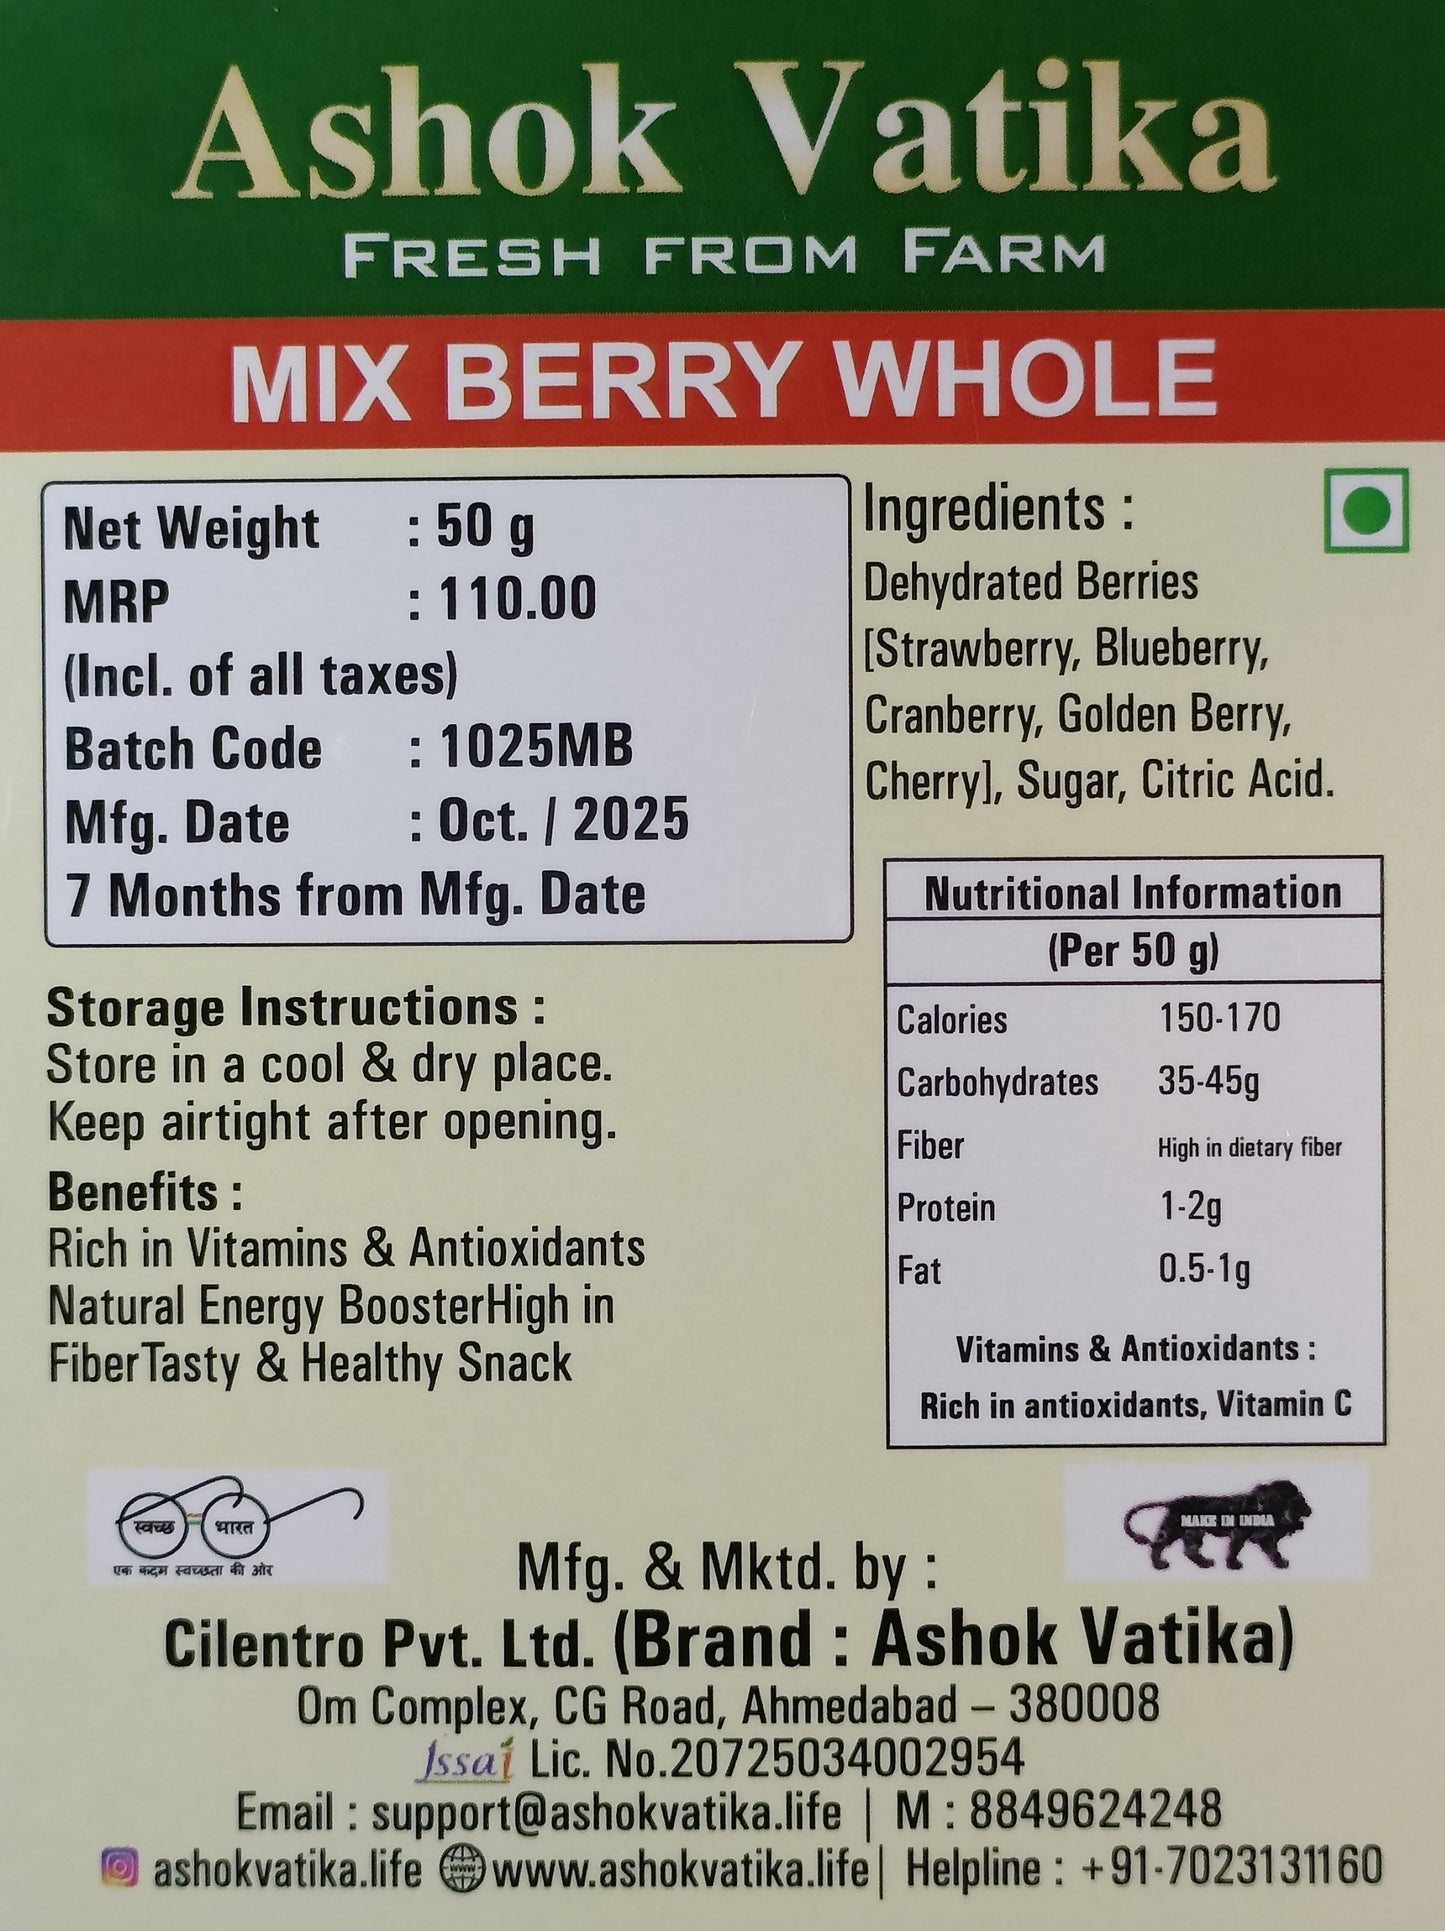 Ashok Vatika
FRESH FROM FARM
MIX BERRY WHOLE
Net Weight : 50 g
MRP : 110.00
(Incl. of all taxes)
Batch Code : 1025MB
Mfg. Date : Oct. / 2025
7 Months from Mfg. Date
Storage Instructions :
Store in a cool & dry place.
Keep airtight after opening.
Benefits :
Rich in Vitamins & Antioxidants
Natural Energy BoosterHigh in
FiberTasty & Healthy Snack
Ingredients :
Dehydrated Berries
[Strawberry, Blueberry,
Cranberry, Golden Berry,
Cherry], Sugar, Citric Acid.
Nutritional Information
(Per 50 g)
Calories 150-170
Carbohydrates 35-45g
Fiber High in dietary fiber
Protein 1-2g
Fat 0.5-1g
Vitamins & Antioxidants :
Rich in antioxidants, Vitamin C
स्वच्छ भारत
एक कदम स्वच्छता की ओर
MAKE IN INDIA
Mfg. & Mktd. by :
Cilentro Pvt. Ltd. (Brand : Ashok Vatika)
Om Complex, CG Road, Ahmedabad – 380008
fssai Lic. No.20725034002954
Email : support@ashokvatika.life | M : 8849624248
ashokvatika.life www www.ashokvatika.life | Helpline : +91-7023131160